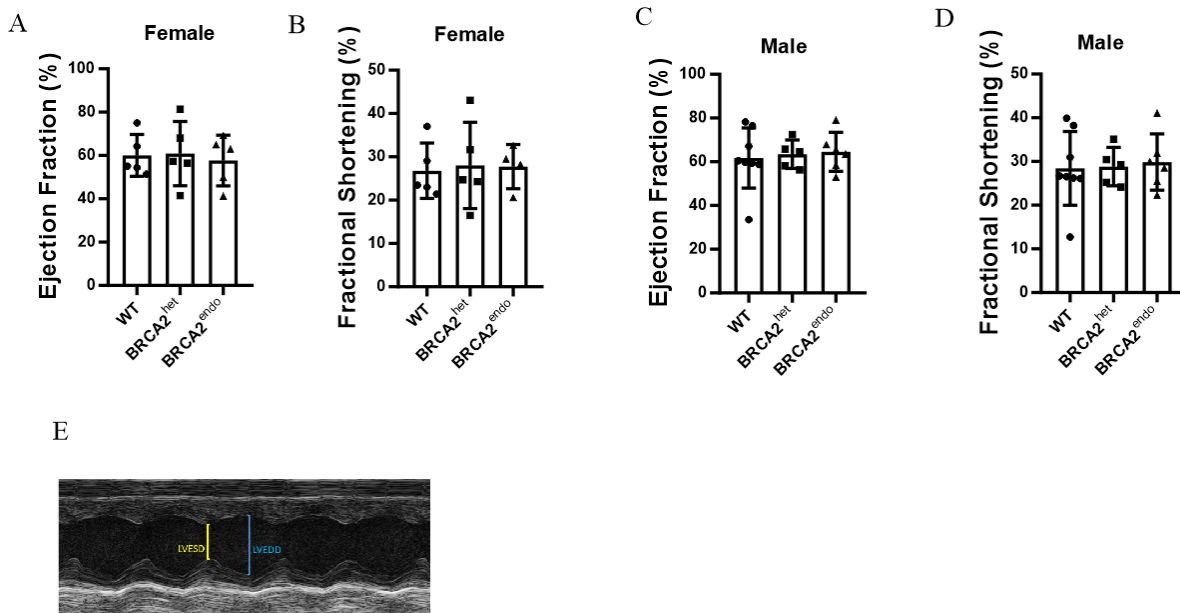 A
Female
Ejection Fraction (%)
100
80
60
40
20
0
WT
BRCA2het
BRCA2endo
B
Female
Fractional Shortening (%)
50
40
30
20
10
0
WT
BRCA2het
BRCA2endo
C
Male
Ejection Fraction (%)
100
80
60
40
20
0
WT
BRCA2het
BRCA2endo
D
Male
Fractional Shortening (%)
50
40
30
20
10
0
WT
BRCA2het
BRCA2endo
E
LVESD
LVEDD